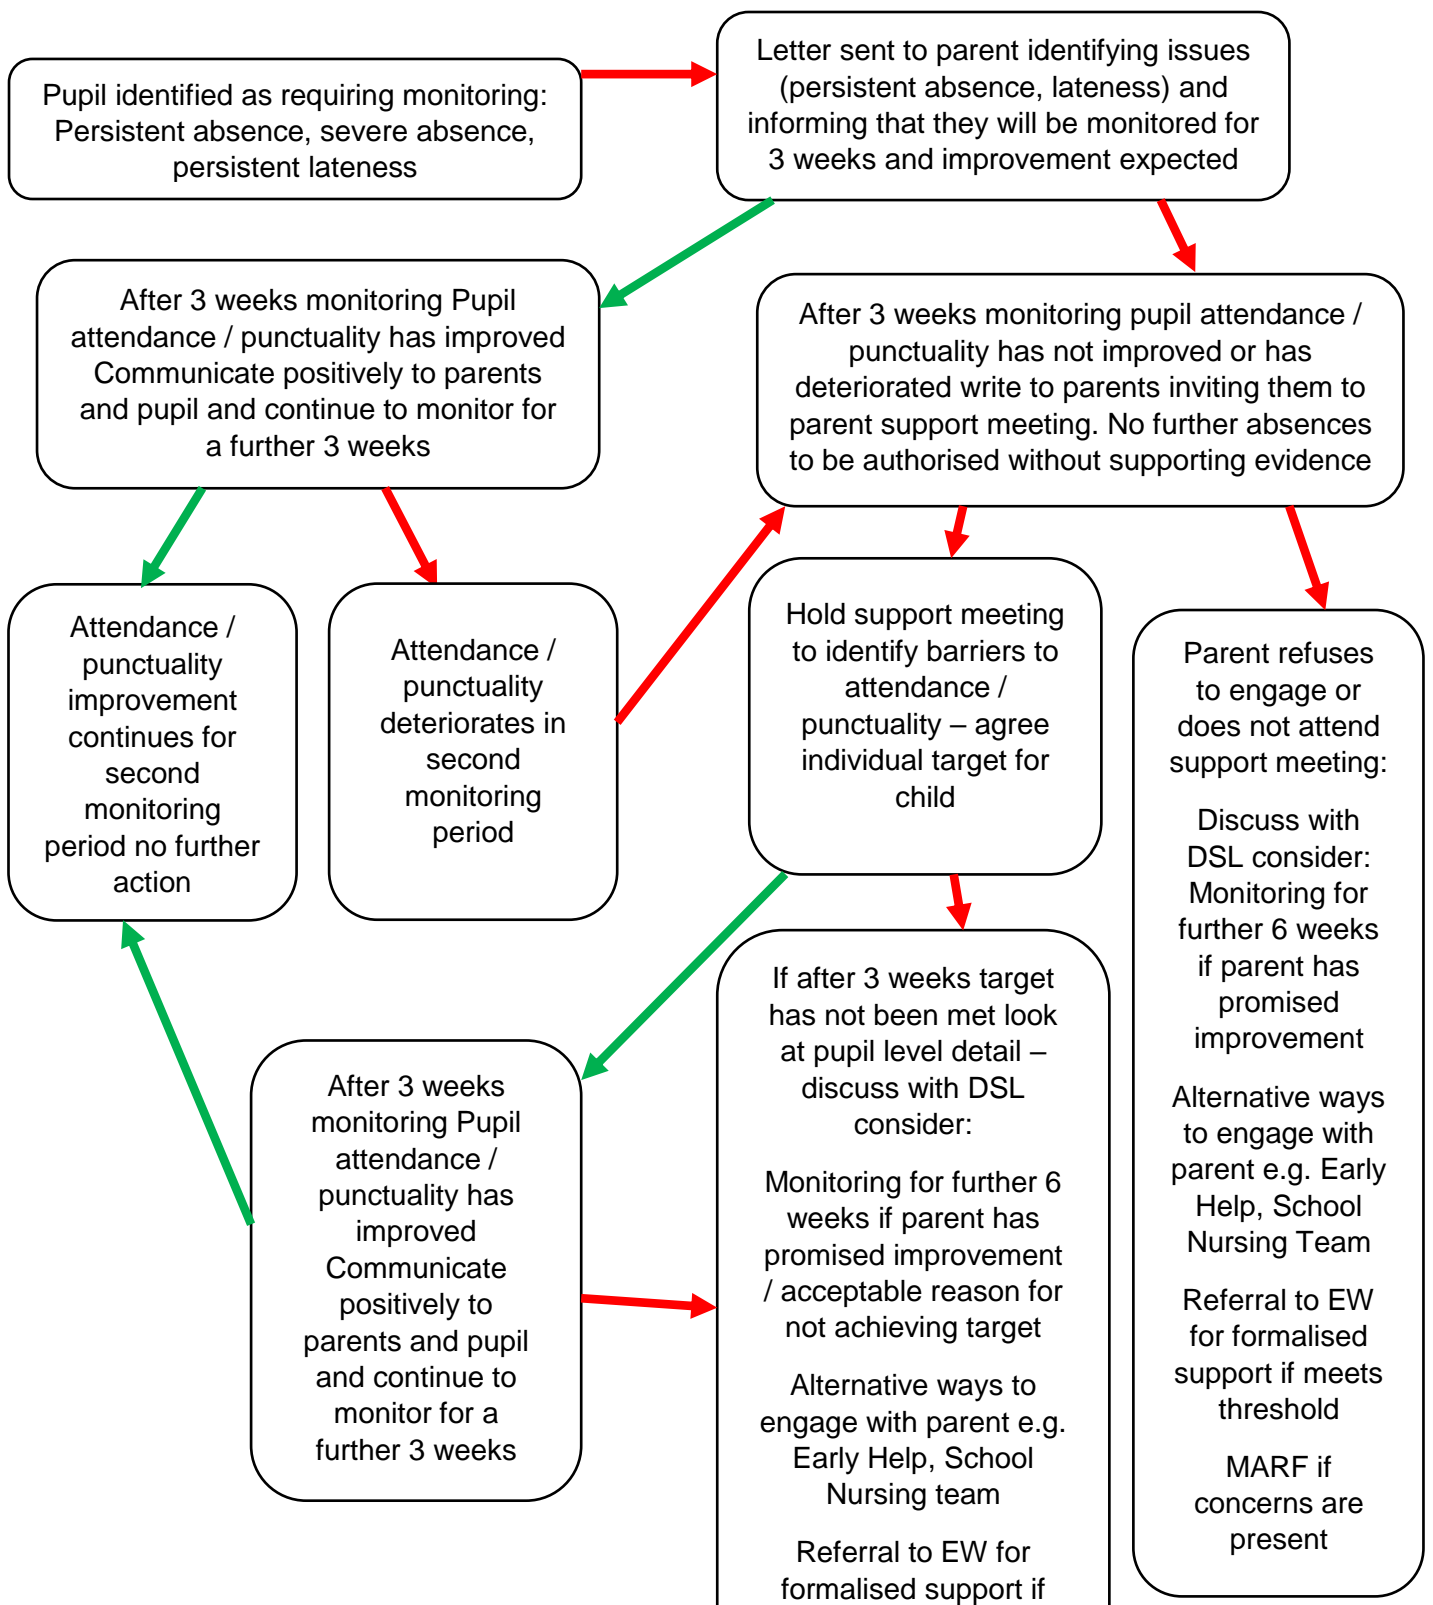 Pupil identified as requiring monitoring:
Persistent absence, severe absence,
persistent lateness
Letter sent to parent identifying issues
(persistent absence, lateness) and
informing that they will be monitored for
3 weeks and improvement expected
After 3 weeks monitoring Pupil
attendance / punctuality has improved
Communicate positively to parents
and pupil and continue to monitor for
a further 3 weeks
After 3 weeks monitoring pupil attendance /
punctuality has not improved or has
deteriorated write to parents inviting them to
parent support meeting. No further absences
to be authorised without supporting evidence
Attendance /
punctuality
improvement
continues for
second
monitoring
period no further
action
Attendance /
punctuality
deteriorates in
second
monitoring
period
Hold support meeting
to identify barriers to
attendance /
punctuality – agree
individual target for
child
Parent refuses
to engage or
does not attend
support meeting:
Discuss with
DSL consider:
Monitoring for
further 6 weeks
if parent has
promised
improvement
Alternative ways
to engage with
parent e.g. Early
Help, School
Nursing Team
Referral to EW
for formalised
support if meets
threshold
MARF if
concerns are
present
After 3 weeks
monitoring Pupil
attendance /
punctuality has
improved
Communicate
positively to
parents and pupil
and continue to
monitor for a
further 3 weeks
If after 3 weeks target
has not been met look
at pupil level detail –
discuss with DSL
consider:
Monitoring for further 6
weeks if parent has
promised improvement
/ acceptable reason for
not achieving target
Alternative ways to
engage with parent e.g.
Early Help, School
Nursing team
Referral to EW for
formalised support if